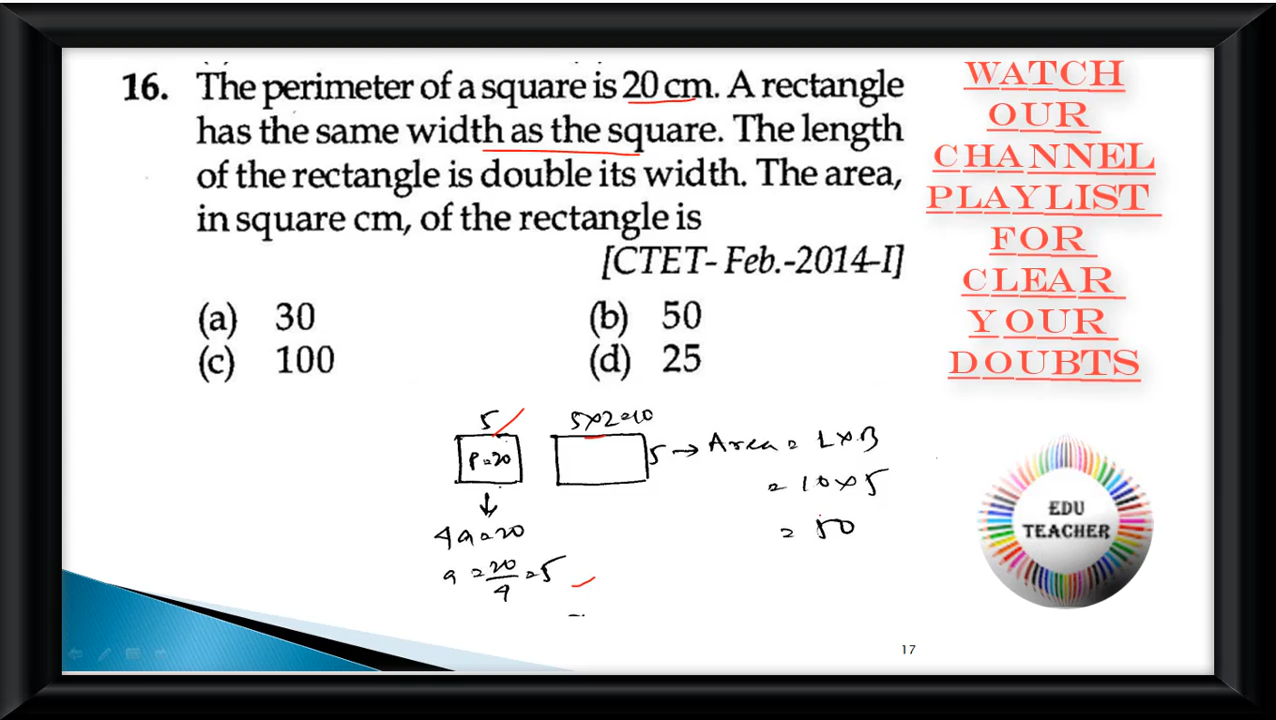 16. The perimeter of a square is 20 cm. A rectangle
has the same width as the square. The length
of the rectangle is double its width. The area,
in square cm, of the rectangle is
[CTET- Feb.-2014-I]
(a) 30
(b) 50
(c) 100
(d) 25
WATCH
OUR
CHANNEL
PLAYLIST
FOR
CLEAR
YOUR
DOUBTS
5
P=20
4a=20
a=20/4=5
5×2=10
5→Area = L×B
= 10×5
= 50
EDU
TEACHER
17